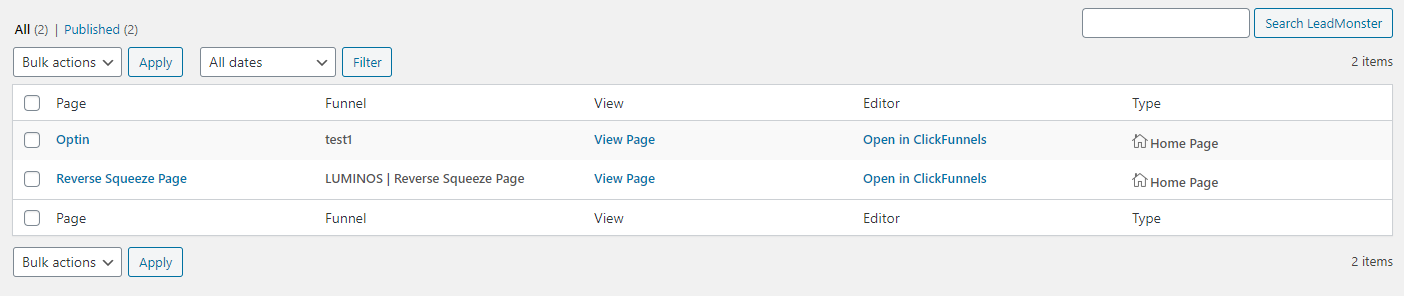 All (2) | Published (2)
Search LeadMonster
Bulk actions Apply All dates Filter 2 items
Page Funnel View Editor Type
Optin test1 View Page Open in ClickFunnels Home Page
Reverse Squeeze Page LUMINOS | Reverse Squeeze Page View Page Open in ClickFunnels Home Page
Page Funnel View Editor Type
Bulk actions Apply 2 items